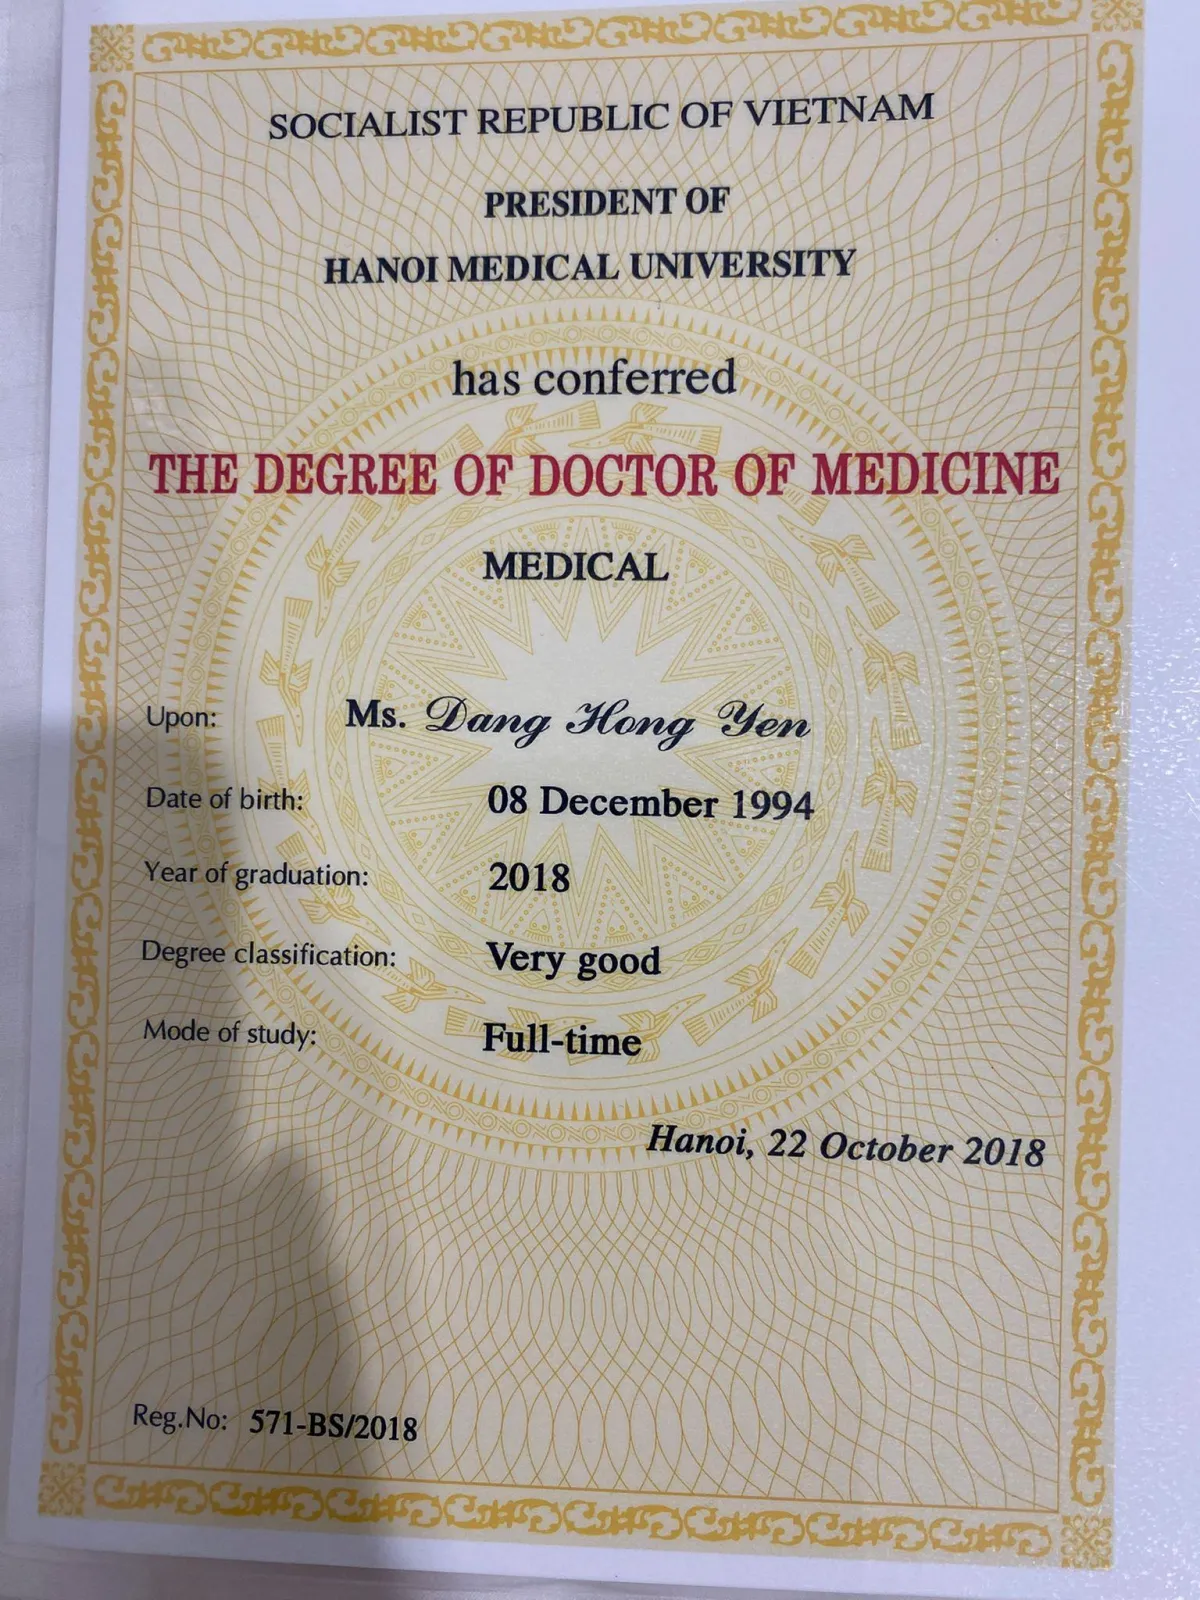 SOCIALIST REPUBLIC OF VIETNAM
PRESIDENT OF
HANOI MEDICAL UNIVERSITY
has conferred
THE DEGREE OF DOCTOR OF MEDICINE
MEDICAL
Upon: Ms. Dang Hong Yen
Date of birth: 08 December 1994
Year of graduation: 2018
Degree classification: Very good
Mode of study: Full-time
Hanoi, 22 October 2018
Reg.No: 571-BS/2018